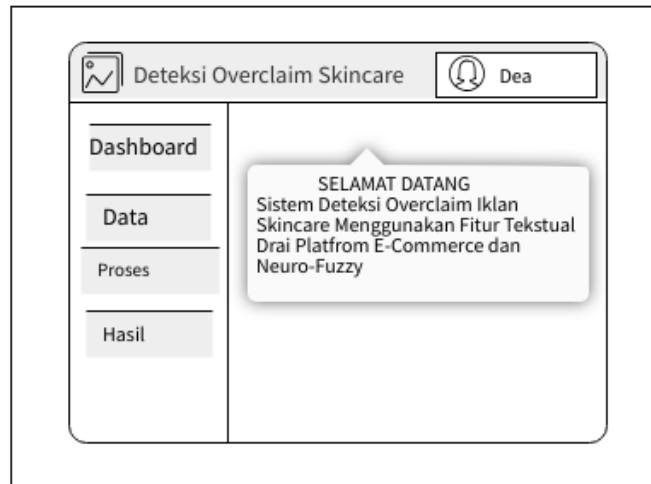 Deteksi Overclaim Skincare
Dea
Dashboard
Data
Proses
Hasil
SELAMAT DATANG
Sistem Deteksi Overclaim Iklan
Skincare Menggunakan Fitur Tekstual
Drai Platfrom E-Commerce dan
Neuro-Fuzzy